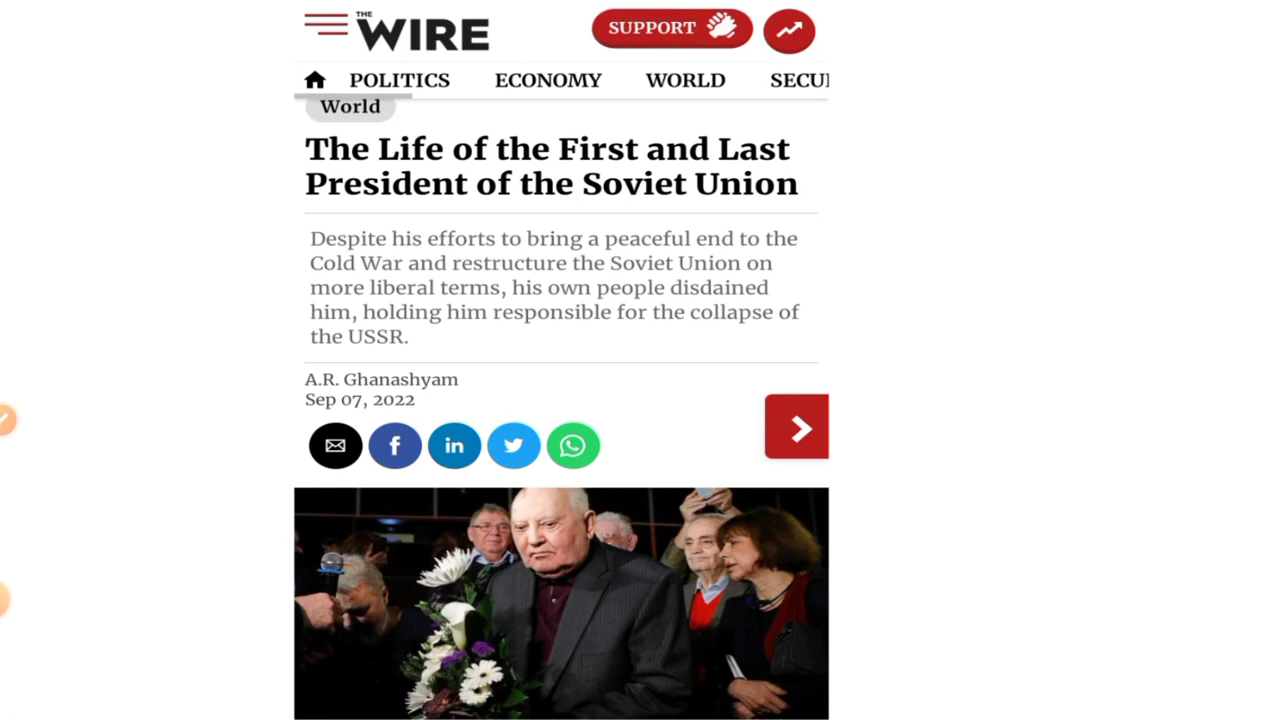 THE
WIRE
SUPPORT
POLITICS ECONOMY WORLD SECU
World
The Life of the First and Last
President of the Soviet Union
Despite his efforts to bring a peaceful end to the
Cold War and restructure the Soviet Union on
more liberal terms, his own people disdained
him, holding him responsible for the collapse of
the USSR.
A.R. Ghanashyam
Sep 07, 2022
f in